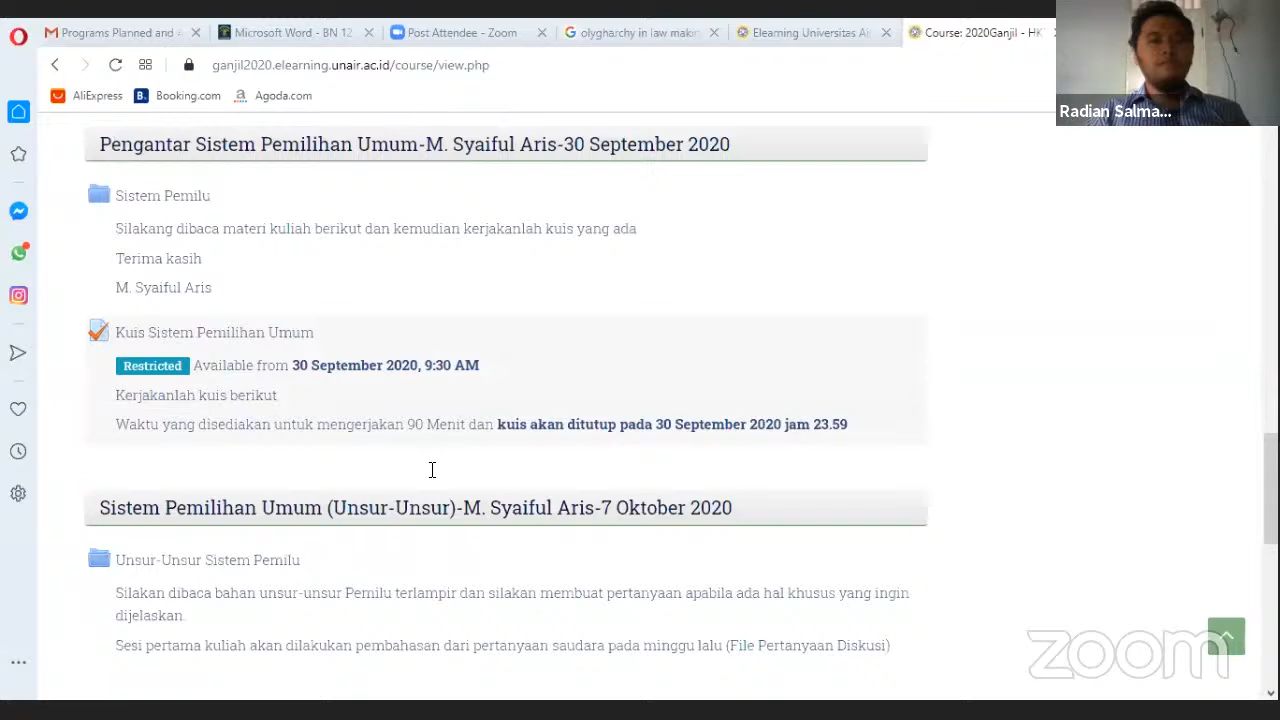 Programs Planned and
Microsoft Word - BN 12
Post Attendee - Zoom
olygharchy in law makin
Elearning Universitas Ai
Course: 2020Ganjil - HK
ganjil2020.elearning.unair.ac.id/course/view.php
AliExpress
Booking.com
Agoda.com
Radian Salma...
Pengantar Sistem Pemilihan Umum-M. Syaiful Aris-30 September 2020
Sistem Pemilu
Silakang dibaca materi kuliah berikut dan kemudian kerjakanlah kuis yang ada
Terima kasih
M. Syaiful Aris
Kuis Sistem Pemilihan Umum
Restricted Available from 30 September 2020, 9:30 AM
Kerjakanlah kuis berikut
Waktu yang disediakan untuk mengerjakan 90 Menit dan kuis akan ditutup pada 30 September 2020 jam 23.59
Sistem Pemilihan Umum (Unsur-Unsur)-M. Syaiful Aris-7 Oktober 2020
Unsur-Unsur Sistem Pemilu
Silakan dibaca bahan unsur-unsur Pemilu terlampir dan silakan membuat pertanyaan apabila ada hal khusus yang ingin
dijelaskan.
Sesi pertama kuliah akan dilakukan pembahasan dari pertanyaan saudara pada minggu lalu (File Pertanyaan Diskusi)
zoom